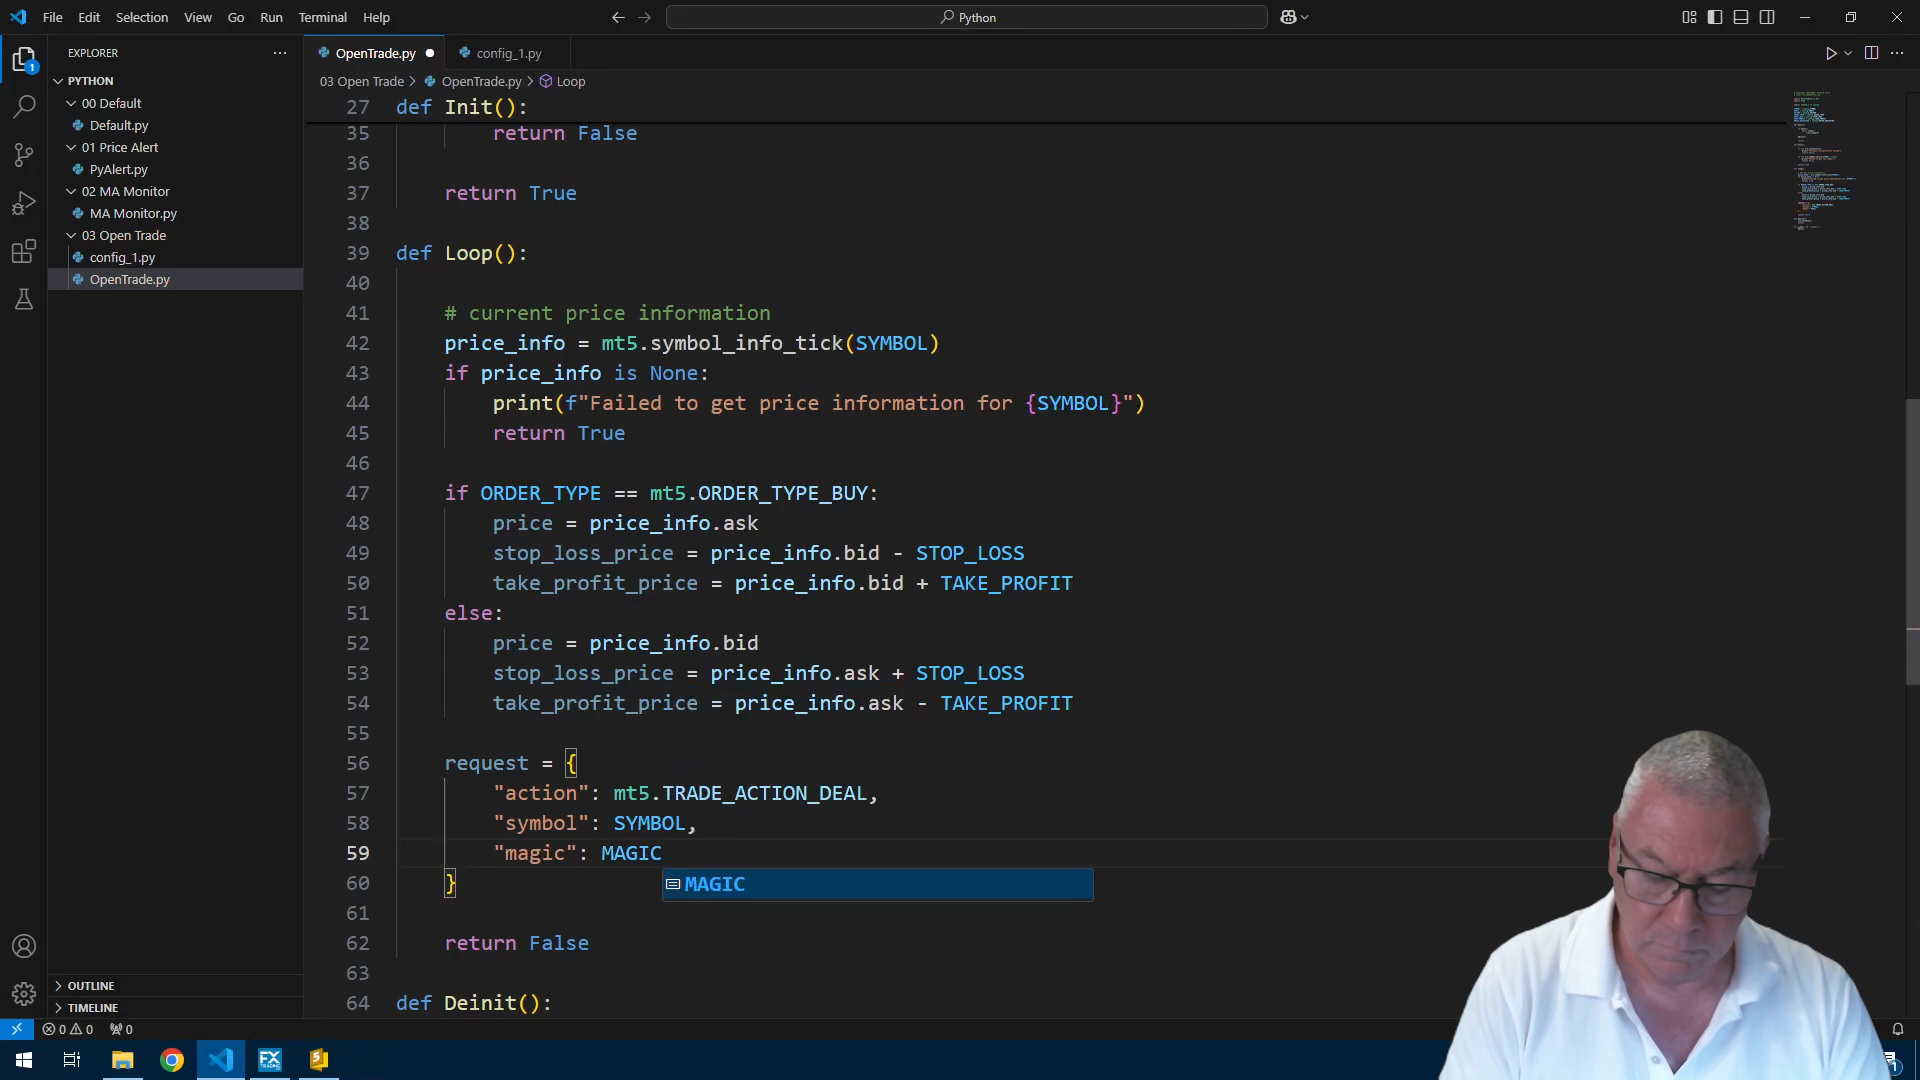 File Edit Selection View Go Run Terminal Help
Python
EXPLORER
OpenTrade.py
config_1.py
PYTHON
00 Default
Default.py
01 Price Alert
PyAlert.py
02 MA Monitor
MA Monitor.py
03 Open Trade
config_1.py
OpenTrade.py
OUTLINE
TIMELINE
03 Open Trade > OpenTrade.py > Loop
27 def Init():
35 return False
36
37 return True
38
39 def Loop():
40
41 # current price information
42 price_info = mt5.symbol_info_tick(SYMBOL)
43 if price_info is None:
44 print(f"Failed to get price information for {SYMBOL}")
45 return True
46
47 if ORDER_TYPE == mt5.ORDER_TYPE_BUY:
48 price = price_info.ask
49 stop_loss_price = price_info.bid - STOP_LOSS
50 take_profit_price = price_info.bid + TAKE_PROFIT
51 else:
52 price = price_info.bid
53 stop_loss_price = price_info.ask + STOP_LOSS
54 take_profit_price = price_info.ask - TAKE_PROFIT
55
56 request = {
57 "action": mt5.TRADE_ACTION_DEAL,
58 "symbol": SYMBOL,
59 "magic": MAGIC
60 }
MAGIC
61
62 return False
63
64 def Deinit():
0 0 0
1
FX
TRADING
1